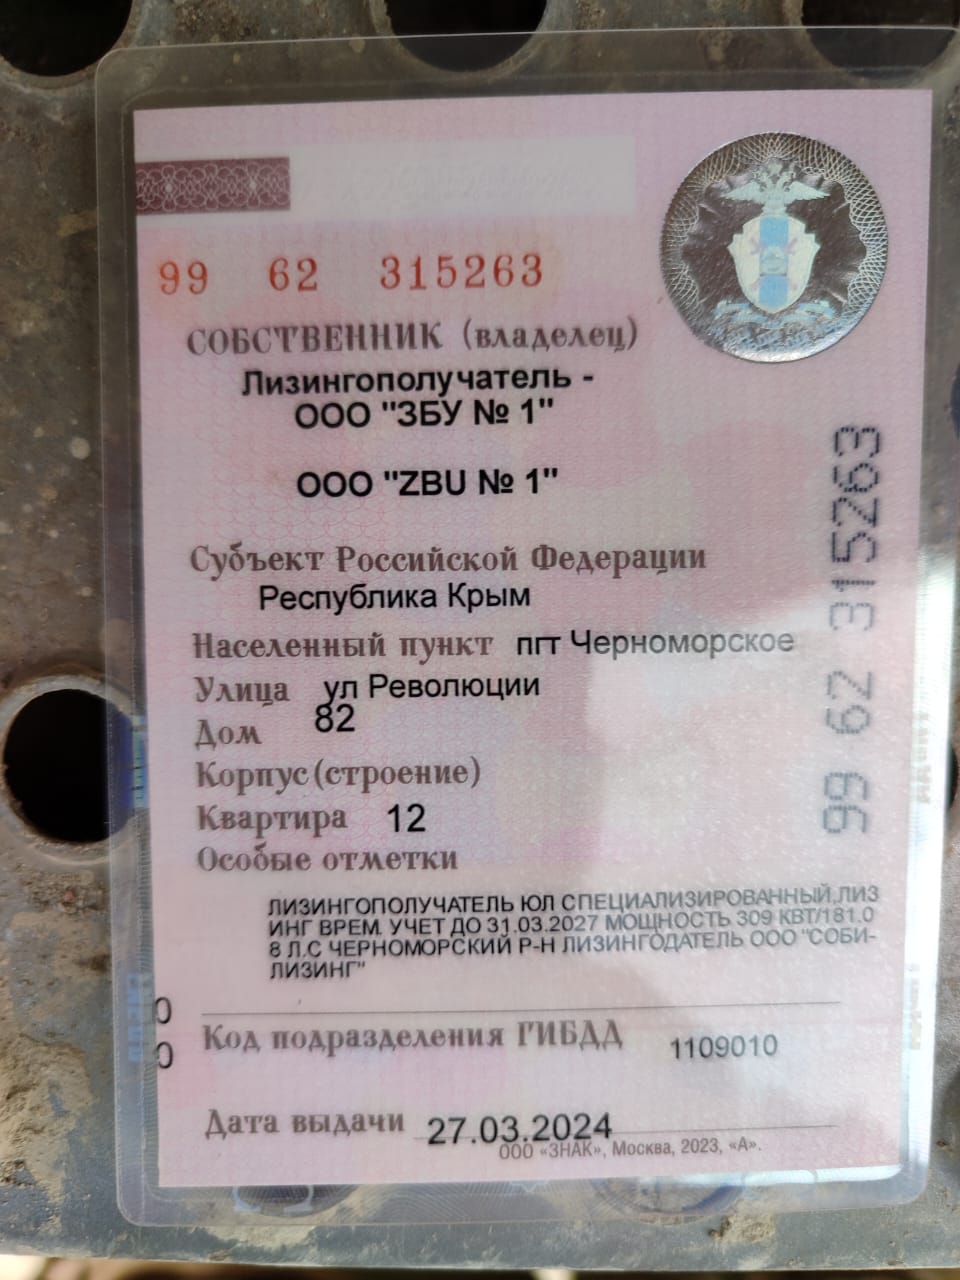 99 62 315263
СОБСТВЕННИК (владелец)
Лизингополучатель -
ООО "ЗБУ № 1"
ООО "ZBU № 1"
Субъект Российской Федерации
Республика Крым
Населенный пункт пгт Черноморское
Улица ул Революции
Дом 82
Корпус (строение)
Квартира 12
Особые отметки
ЛИЗИНГОПОЛУЧАТЕЛЬ ЮЛ СПЕЦИАЛИЗИРОВАННЫЙ.ЛИЗ
ИНГ ВРЕМ. УЧЕТ ДО 31.03.2027 МОЩНОСТЬ 309 КВТ/181.0
8 Л.С ЧЕРНОМОРСКИЙ Р-Н ЛИЗИНГОДАТЕЛЬ ООО "СОБИ-
ЛИЗИНГ"
0
0
Код подразделения ГИБДД 1109010
Дата выдачи 27.03.2024
ООО «ЗНАК», Москва, 2023, «А».
99 62 315263